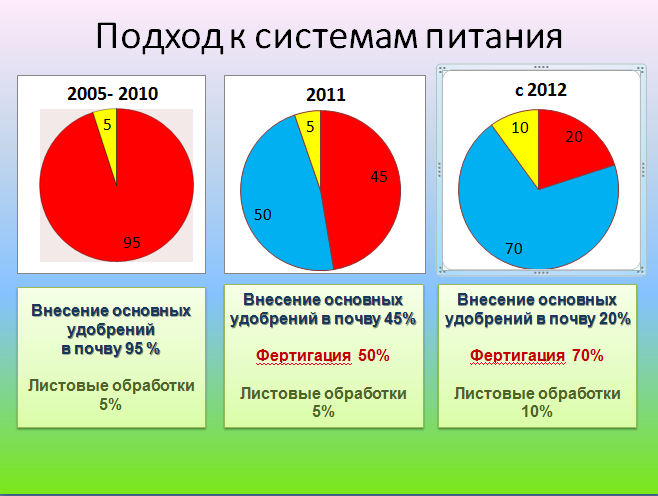 Подход к системам питания
2005- 2010
5
95
2011
5
45
50
с 2012
10
20
70
Внесение основных
удобрений
в почву 95 %
Листовые обработки
5%
Внесение основных
удобрений в почву 45%
Фертигация 50%
Листовые обработки
5%
Внесение основных
удобрений в почву 20%
Фертигация 70%
Листовые обработки
10%